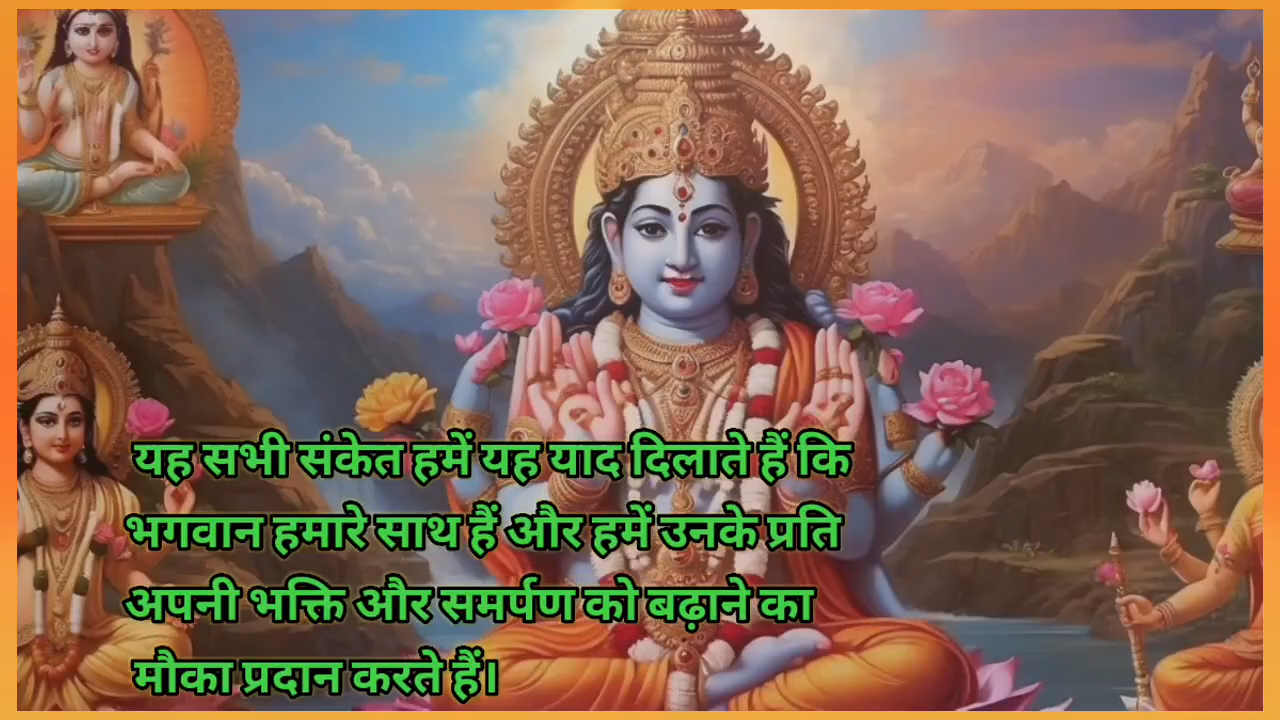 यह सभी संकेत हमें यह याद दिलाते हैं कि
भगवान हमारे साथ हैं और हमें उनके प्रति
अपनी भक्ति और समर्पण को बढ़ाने का
मौका प्रदान करते हैं।